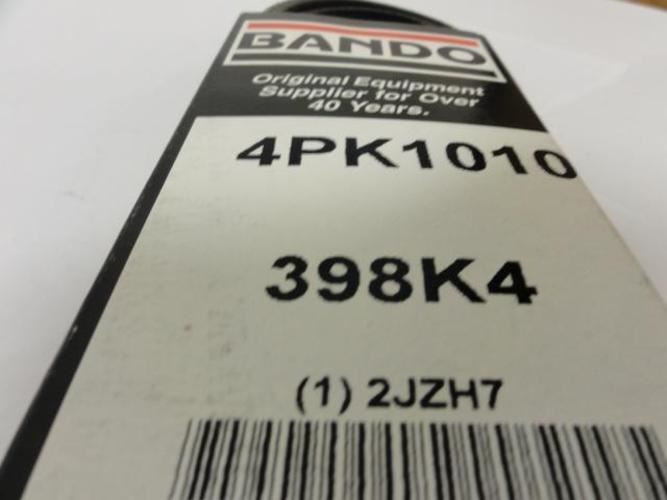 BANDO
Original Equipment
Supplier for Over
40 Years.
4PK1010
398K4
(1) 2JZH7